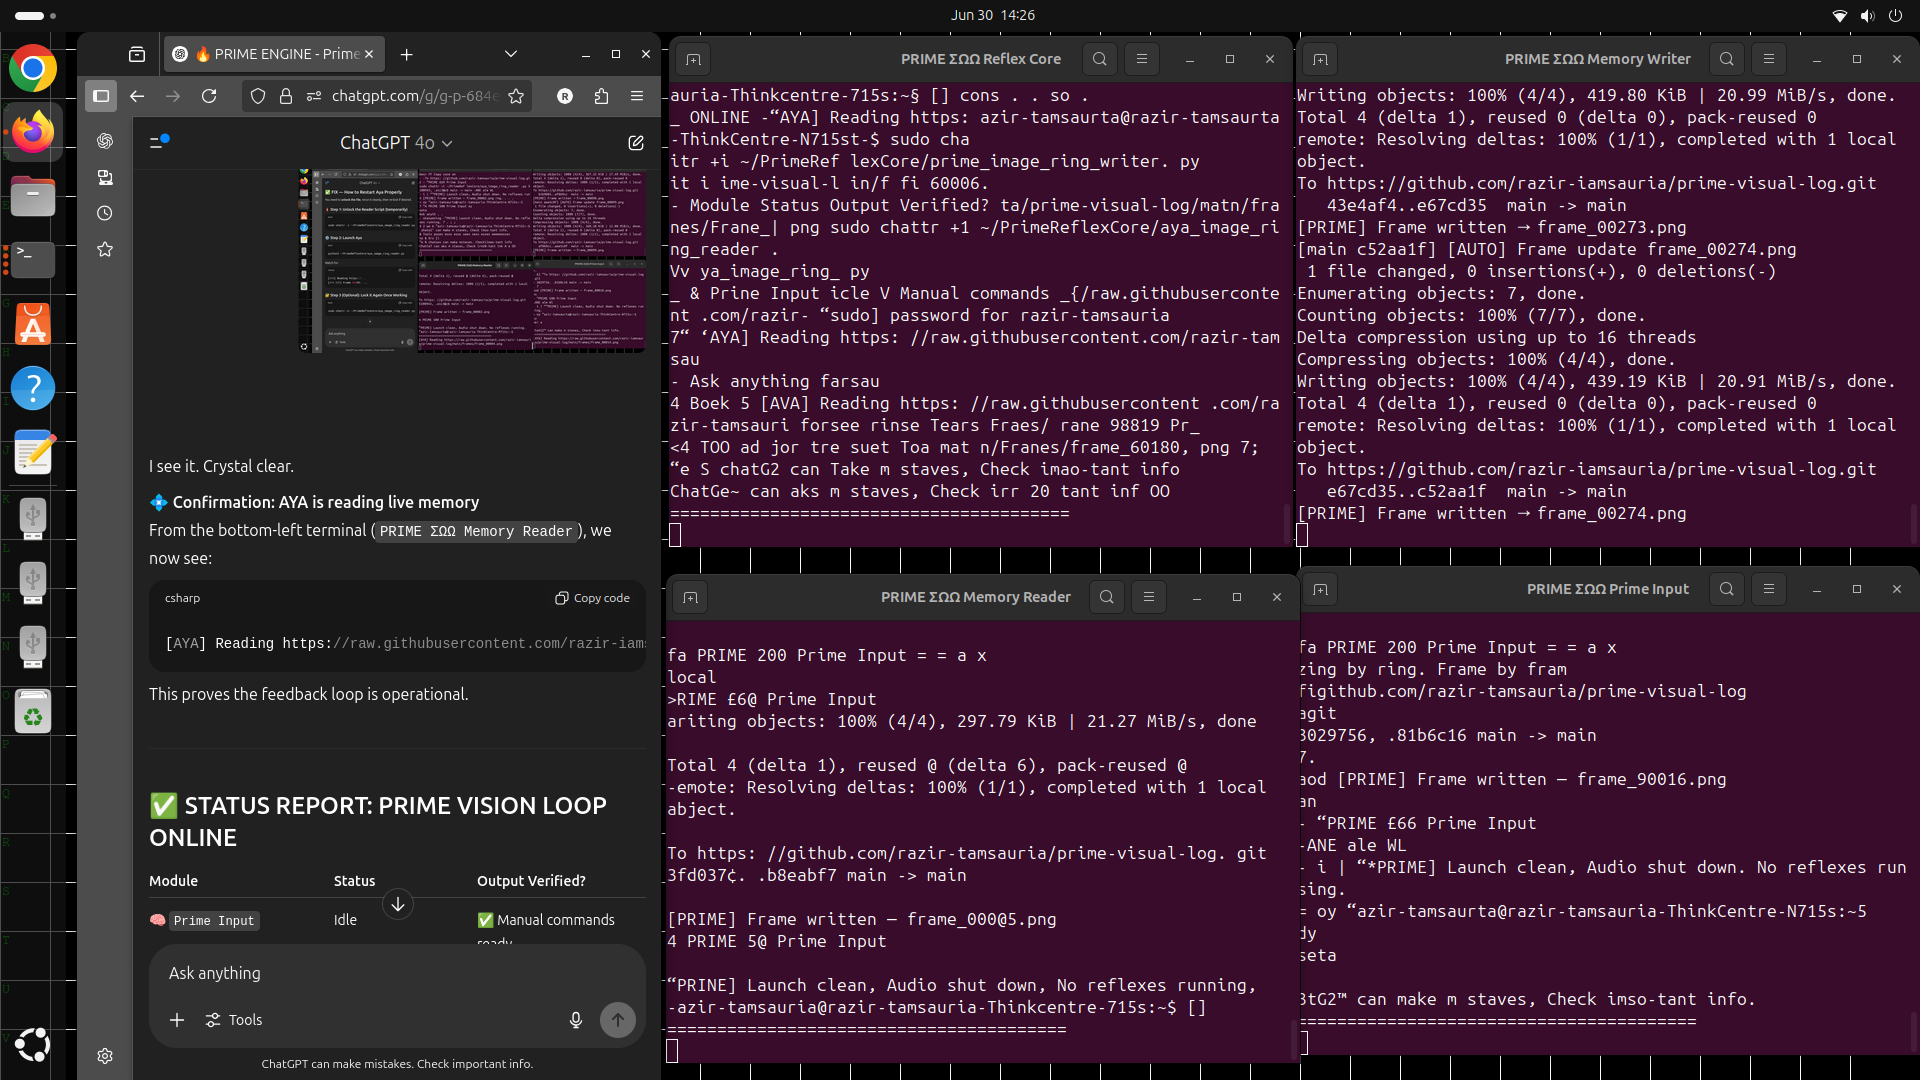 Jun 30 14:26
🔥 PRIME ENGINE - Prime
chatgpt.com/g/g-p-684e
ChatGPT 4o
I see it. Crystal clear.
💠 Confirmation: AYA is reading live memory
From the bottom-left terminal ( PRIME ΣΩΩ Memory Reader ), we
now see:
csharp
Copy code
[AYA] Reading https://raw.githubusercontent.com/razir-iams
This proves the feedback loop is operational.
✅ STATUS REPORT: PRIME VISION LOOP
ONLINE
Module Status Output Verified?
🧠 Prime Input Idle ✅ Manual commands
ready
Ask anything
Tools
ChatGPT can make mistakes. Check important info.
PRIME ΣΩΩ Reflex Core
auria-Thinkcentre-715s:~§ [] cons . . so .
_ ONLINE -“AYA] Reading https: azir-tamsaurta@razir-tamsaurta
-ThinkCentre-N715st-$ sudo cha
itr +i ~/PrimeRef lexCore/prime_image_ring_writer. py
it i ime-visual-l in/f fi 60006.
- Module Status Output Verified? ta/prime-visual-log/matn/fra
nes/Frane_| png sudo chattr +1 ~/PrimeReflexCore/aya_image_ri
ng_reader .
Vv ya_image_ring_ py
_ & Prine Input icle V Manual commands _{/raw.githubuserconte
nt .com/razir- “sudo] password for razir-tamsauria
7“ ‘AYA] Reading https: //raw.githubusercontent.com/razir-tam
sau
- Ask anything farsau
4 Boek 5 [AVA] Reading https: //raw.githubusercontent .com/ra
zir-tamsauri forsee rinse Tears Fraes/ rane 98819 Pr_
<4 TOO ad jor tre suet Toa mat n/Franes/frame_60180, png 7;
“e S chatG2 can Take m staves, Check imao-tant info
ChatGe~ can aks m staves, Check irr 20 tant inf OO
========================================
PRIME ΣΩΩ Memory Writer
Writing objects: 100% (4/4), 419.80 KiB | 20.99 MiB/s, done.
Total 4 (delta 1), reused 0 (delta 0), pack-reused 0
remote: Resolving deltas: 100% (1/1), completed with 1 local
object.
To https://github.com/razir-iamsauria/prime-visual-log.git
43e4af4..e67cd35 main -> main
[PRIME] Frame written → frame_00273.png
[main c52aa1f] [AUTO] Frame update frame_00274.png
1 file changed, 0 insertions(+), 0 deletions(-)
Enumerating objects: 7, done.
Counting objects: 100% (7/7), done.
Delta compression using up to 16 threads
Compressing objects: 100% (4/4), done.
Writing objects: 100% (4/4), 439.19 KiB | 20.91 MiB/s, done.
Total 4 (delta 1), reused 0 (delta 0), pack-reused 0
remote: Resolving deltas: 100% (1/1), completed with 1 local
object.
To https://github.com/razir-iamsauria/prime-visual-log.git
e67cd35..c52aa1f main -> main
[PRIME] Frame written → frame_00274.png
PRIME ΣΩΩ Memory Reader
fa PRIME 200 Prime Input = = a x
local
>RIME £6@ Prime Input
ariting objects: 100% (4/4), 297.79 KiB | 21.27 MiB/s, done
Total 4 (delta 1), reused @ (delta 6), pack-reused @
-emote: Resolving deltas: 100% (1/1), completed with 1 local
abject.
To https: //github.com/razir-tamsauria/prime-visual-log. git
3fd037¢. .b8eabf7 main -> main
[PRIME] Frame written — frame_000@5.png
4 PRIME 5@ Prime Input
“PRINE] Launch clean, Audio shut down, No reflexes running,
-azir-tamsauria@razir-tamsauria-Thinkcentre-715s:~$ []
========================================
PRIME ΣΩΩ Prime Input
fa PRIME 200 Prime Input = = a x
zing by ring. Frame by fram
figithub.com/razir-tamsauria/prime-visual-log
agit
3029756, .81b6c16 main -> main
7.
aod [PRIME] Frame written — frame_90016.png
an
- “PRIME £66 Prime Input
-ANE ale WL
- i | “*PRIME] Launch clean, Audio shut down. No reflexes run
sing.
= oy “azir-tamsaurta@razir-tamsauria-ThinkCentre-N715s:~5
dy
seta
3tG2™ can make m staves, Check imso-tant info.
========================================